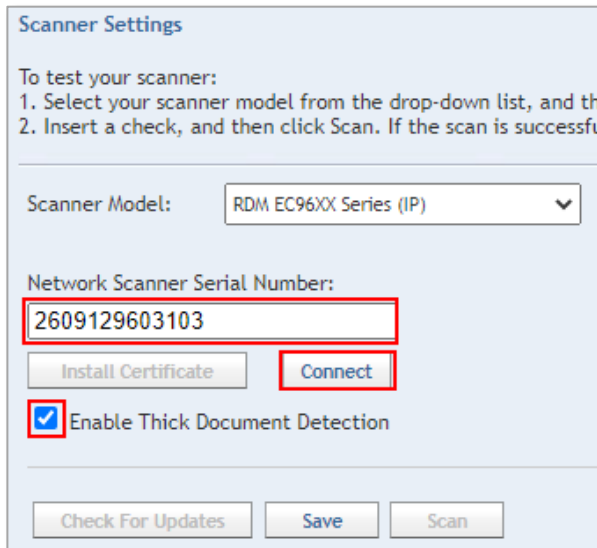 Scanner Settings
To test your scanner:
1. Select your scanner model from the drop-down list, and
2. Insert a check, and then click Scan. If the scan is
Scanner Model: RDM EC96XX Series (IP)
Network Scanner Serial Number:
2609129603103
Install Certificate Connect
Enable Thick Document Detection
Check For Updates Save Scan